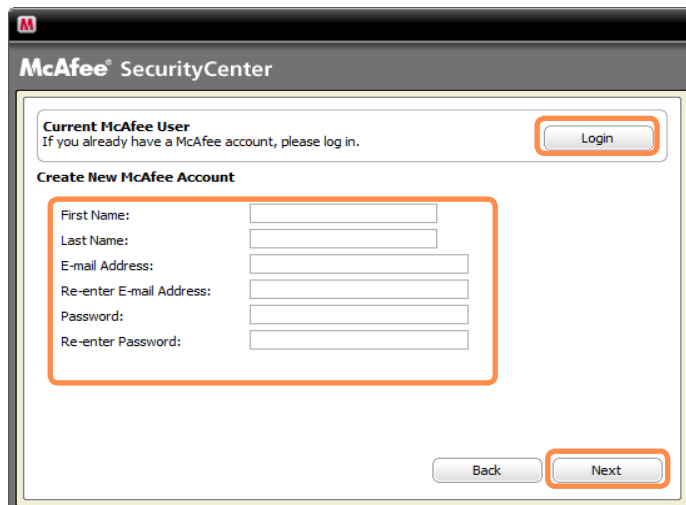 M
McAfee® SecurityCenter
Current McAfee User
If you already have a McAfee account, please log in.
Login
Create New McAfee Account
First Name:
Last Name:
E-mail Address:
Re-enter E-mail Address:
Password:
Re-enter Password:
Back
Next